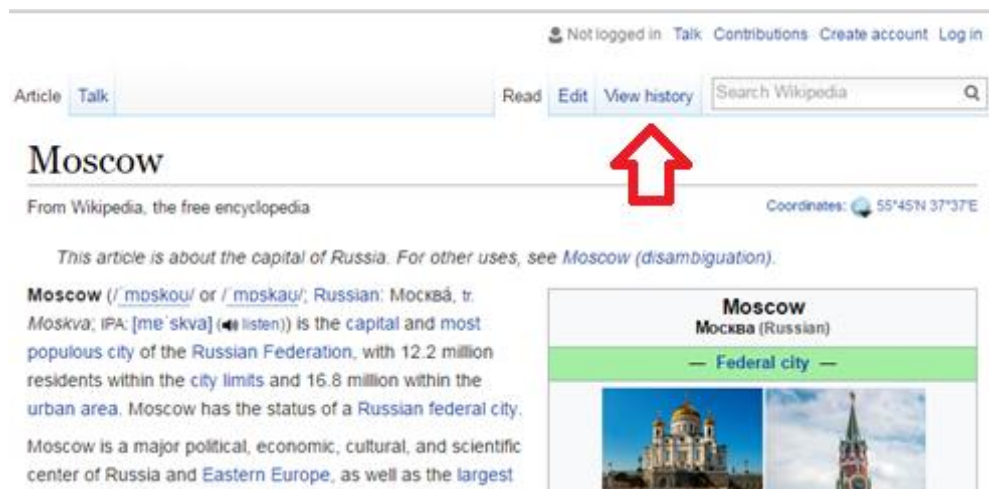 Not logged in Talk Contributions Create account Log in
Article Talk Read Edit View history Search Wikipedia
Moscow
From Wikipedia, the free encyclopedia
Coordinates: 55°45′N 37°37′E
This article is about the capital of Russia. For other uses, see Moscow (disambiguation).
Moscow (/ˈmɒskoʊ/ or /ˈmɒskaʊ/; Russian: Москва́, tr.
Moskva; IPA: [mɐˈskva] (listen)) is the capital and most
populous city of the Russian Federation, with 12.2 million
residents within the city limits and 16.8 million within the
urban area. Moscow has the status of a Russian federal city.
Moscow is a major political, economic, cultural, and scientific
center of Russia and Eastern Europe, as well as the largest
Moscow
Москва (Russian)
— Federal city —